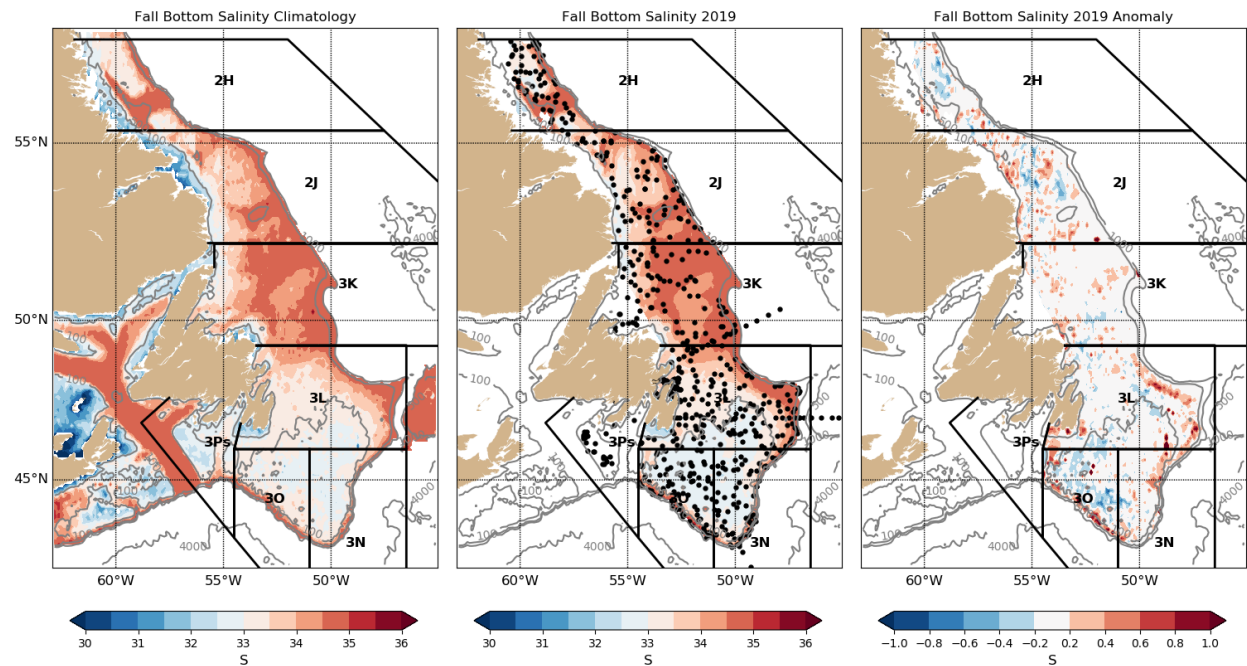 Fall Bottom Salinity Climatology
Fall Bottom Salinity 2019
Fall Bottom Salinity 2019 Anomaly
2H 2H 2H
55°N
2J 2J 2J
3K 3K 3K
50°N
3L 3L 3L
3Ps 3Ps 3Ps
45°N
3O 3O 3O
3N 3N 3N
100 100 100
4000 4000 4000
60°W 55°W 50°W 60°W 55°W 50°W 60°W 55°W 50°W
30 31 32 33 34 35 36
S
30 31 32 33 34 35 36
S
−1.0 −0.8 −0.6 −0.4 −0.2 0.2 0.4 0.6 0.8 1.0
S